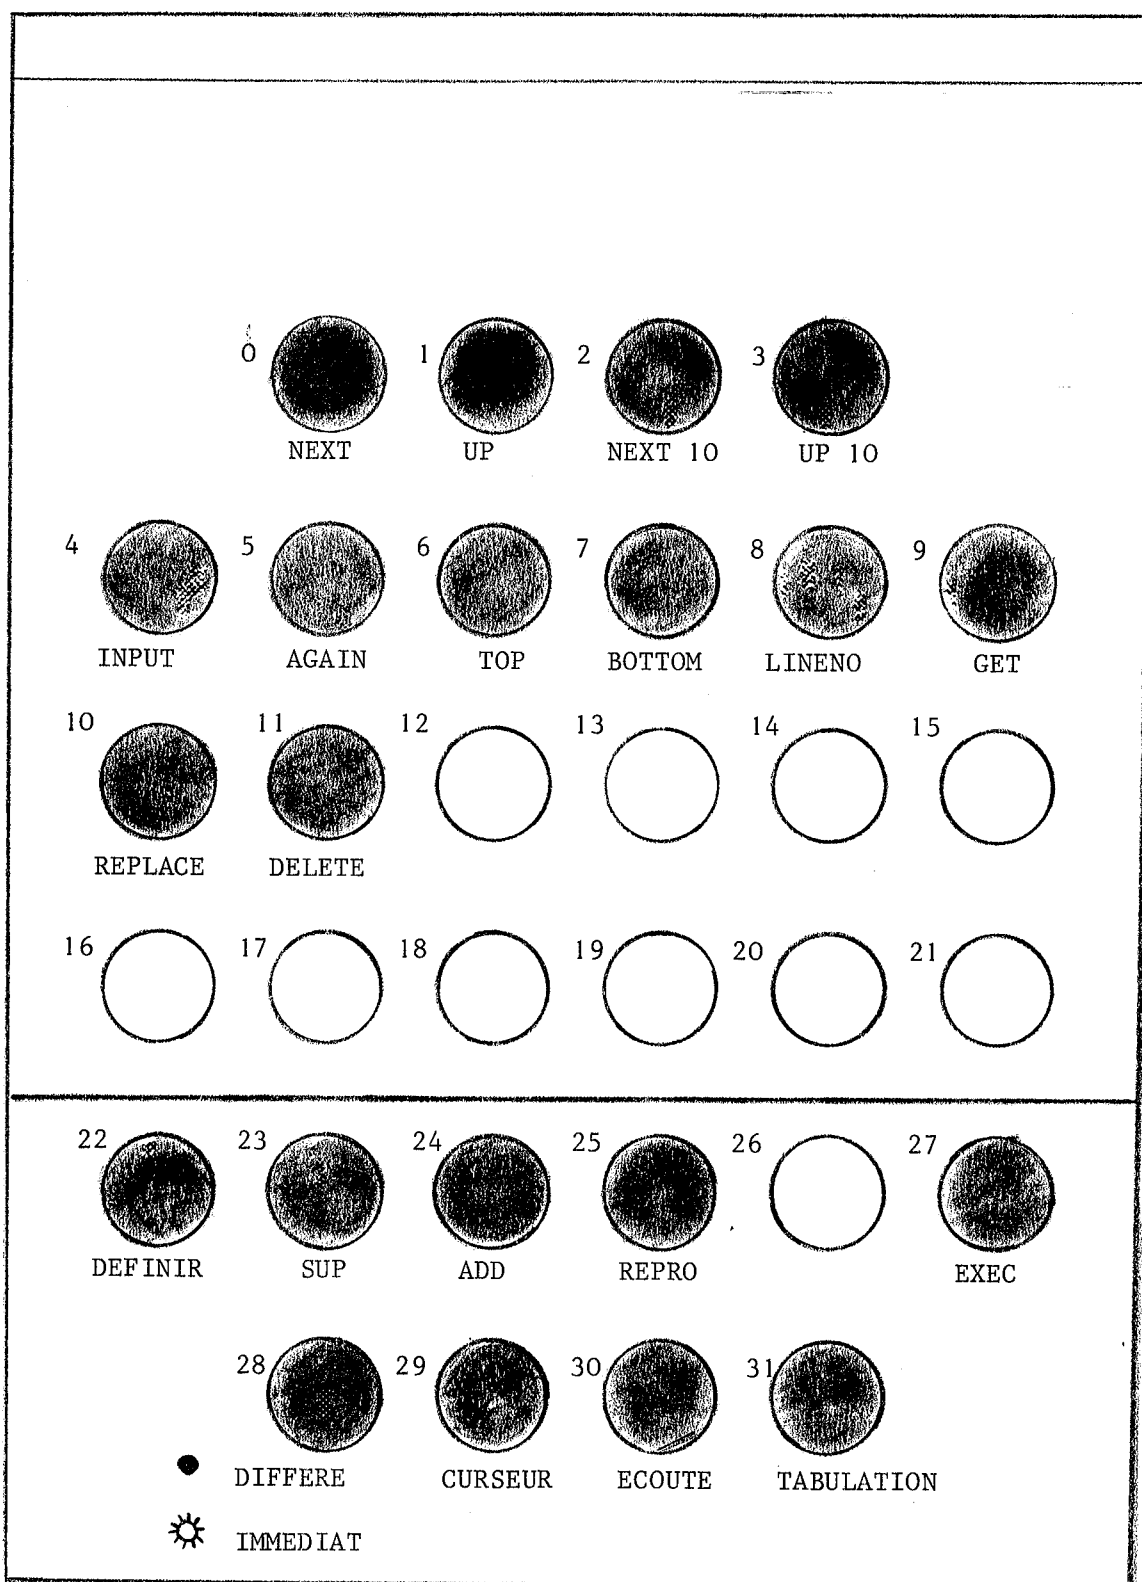 0 1 2 3
NEXT UP NEXT 10 UP 10
4 5 6 7 8 9
INPUT AGAIN TOP BOTTOM LINENO GET
10 11 12 13 14 15
REPLACE DELETE
16 17 18 19 20 21
22 23 24 25 26 27
DEFINIR SUP ADD REPRO EXEC
28 29 30 31
DIFFERE CURSEUR ECOUTE TABULATION
IMMEDIAT